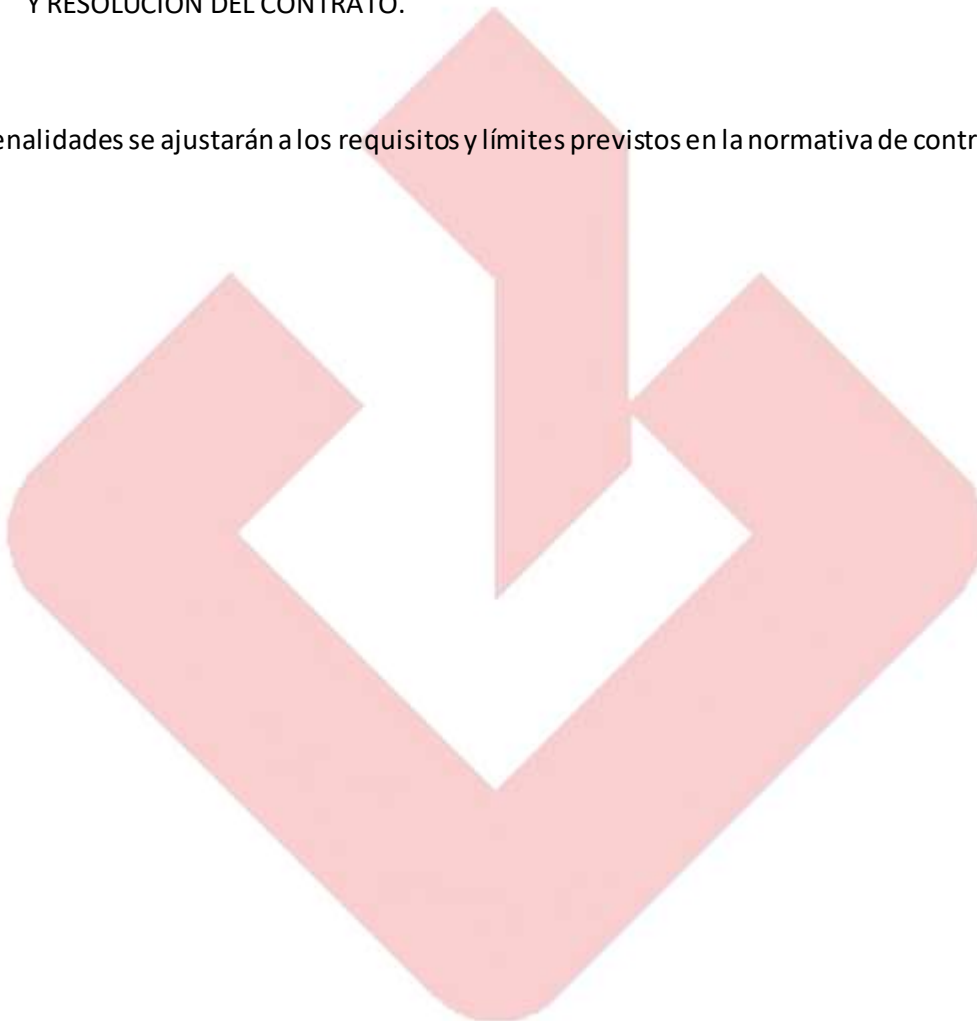 Y RESOLUCIÓN DEL CONTRATO.
enalidades se ajustarán a los requisitos y límites previstos en la normativa de contr